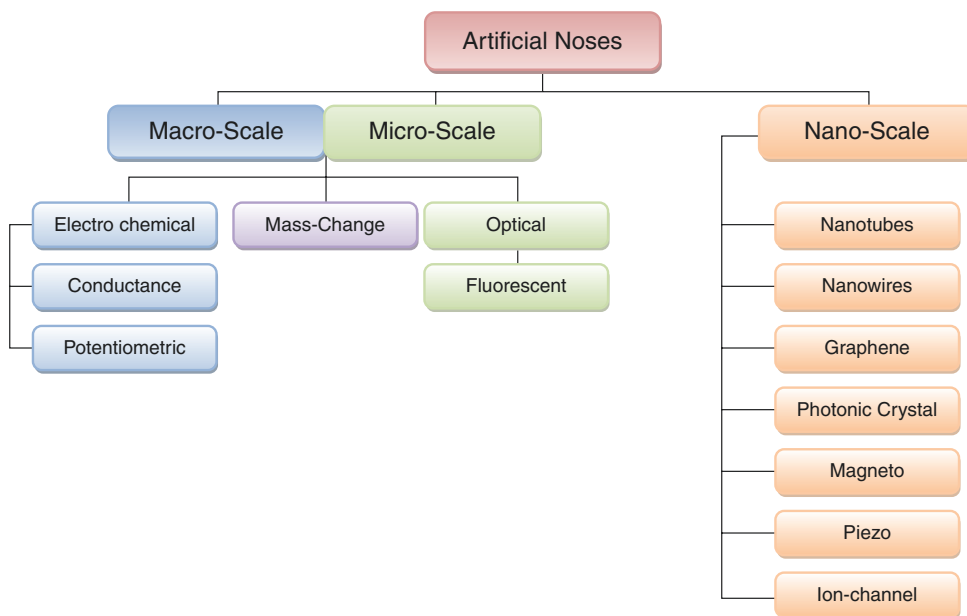 Artificial Noses
Macro-Scale
Micro-Scale
Nano-Scale
Electro chemical
Mass-Change
Optical
Nanotubes
Conductance
Fluorescent
Nanowires
Potentiometric
Graphene
Photonic Crystal
Magneto
Piezo
Ion-channel